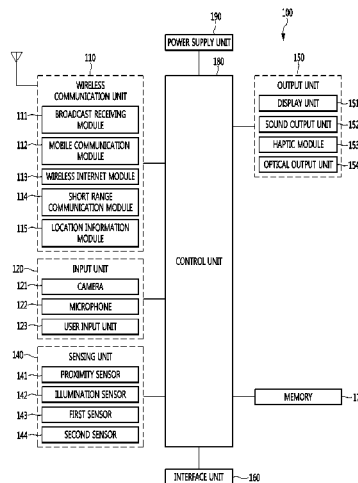 100
190
POWER SUPPLY UNIT
180
CONTROL UNIT
110
WIRELESS
COMMUNICATION UNIT
111
BROADCAST RECEIVING
MODULE
112
MOBILE COMMUNICATION
MODULE
113
WIRELESS INTERNET MODULE
114
SHORT RANGE
COMMUNICATION MODULE
115
LOCATION INFORMATION
MODULE
120
INPUT UNIT
121
CAMERA
122
MICROPHONE
123
USER INPUT UNIT
140
SENSING UNIT
141
PROXIMITY SENSOR
142
ILLUMINATION SENSOR
143
FIRST SENSOR
144
SECOND SENSOR
150
OUTPUT UNIT
DISPLAY UNIT
151
SOUND OUTPUT UNIT
152
HAPTIC MODULE
153
OPTICAL OUTPUT UNIT
154
MEMORY
INTERFACE UNIT
160